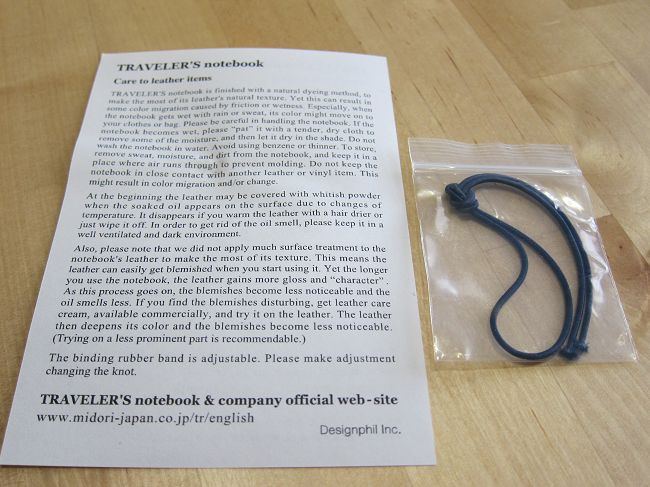 TRAVELER'S notebook
Care to leather items
TRAVELER'S notebook is finished with a natural dyeing method, to
make the most of its leather's natural texture. Yet this can result in
some color migration caused by friction or wetness. Especially, when
the notebook gets wet with rain or sweat, its color might move on to
your clothes or bag. Please be careful in handling the notebook. If the
notebook becomes wet, please "pat" it with a tender, dry cloth to
remove some of the moisture, and then let it dry in the shade. Do not
wash the notebook in water. Avoid using benzene or thinner. To store,
remove sweat, moisture, and dirt from the notebook, and keep it in a
place where air runs through to prevent molding. Do not keep the
notebook in close contact with another leather or vinyl item. This
might result in color migration and/or change.
At the beginning the leather may be covered with whitish powder
when the soaked oil appears on the surface due to changes of
temperature. It disappears if you warm the leather with a hair drier or
just wipe it off. In order to get rid of the oil smell, please keep it in a
well ventilated and dark environment.
Also, please note that we did not apply much surface treatment to the
notebook's leather to make the most of its texture. This means the
leather can easily get blemished when you start using it. Yet the longer
you use the notebook, the leather gains more gloss and "character".
As this process goes on, the blemishes become less noticeable and the
oil smells less. If you find the blemishes disturbing, get leather care
cream, available commercially, and try it on the leather. The leather
then deepens its color and the blemishes become less noticeable.
(Trying on a less prominent part is recommendable.)
The binding rubber band is adjustable. Please make adjustment
changing the knot.
TRAVELER'S notebook & company official web-site
www.midori-japan.co.jp/tr/english
Designphil Inc.